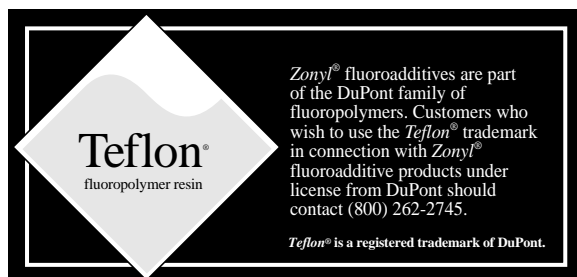 Teflon®
fluoropolymer resin
Zonyl® fluoroadditives are part
of the DuPont family of
fluoropolymers. Customers who
wish to use the Teflon® trademark
in connection with Zonyl®
fluoroadditive products under
license from DuPont should
contact (800) 262-2745.
Teflon® is a registered trademark of DuPont.